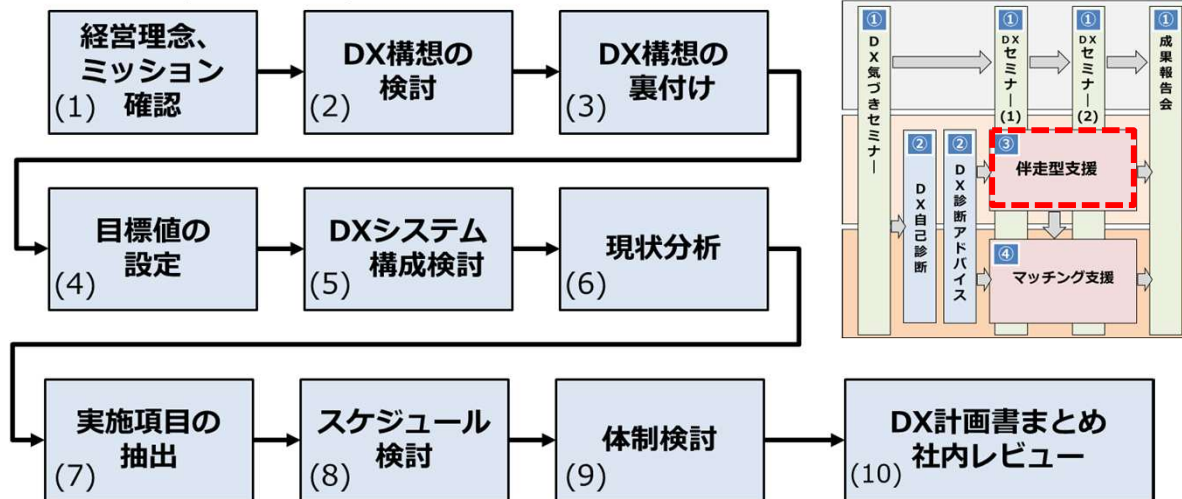 経営理念、
ミッション
確認
(1)
DX構想の
検討
(2)
DX構想の
裏付け
(3)
目標値の
設定
(4)
DXシステム
構成検討
(5)
現状分析
(6)
実施項目の
抽出
(7)
スケジュール
検討
(8)
体制検討
(9)
DX計画書まとめ
社内レビュー
(10)
①
DX気づきセミナー
①
DXセミナー(1)
①
DXセミナー(2)
①
成果報告会
②
DX自己診断
②
DX診断アドバイス
③
伴走型支援
④
マッチング支援